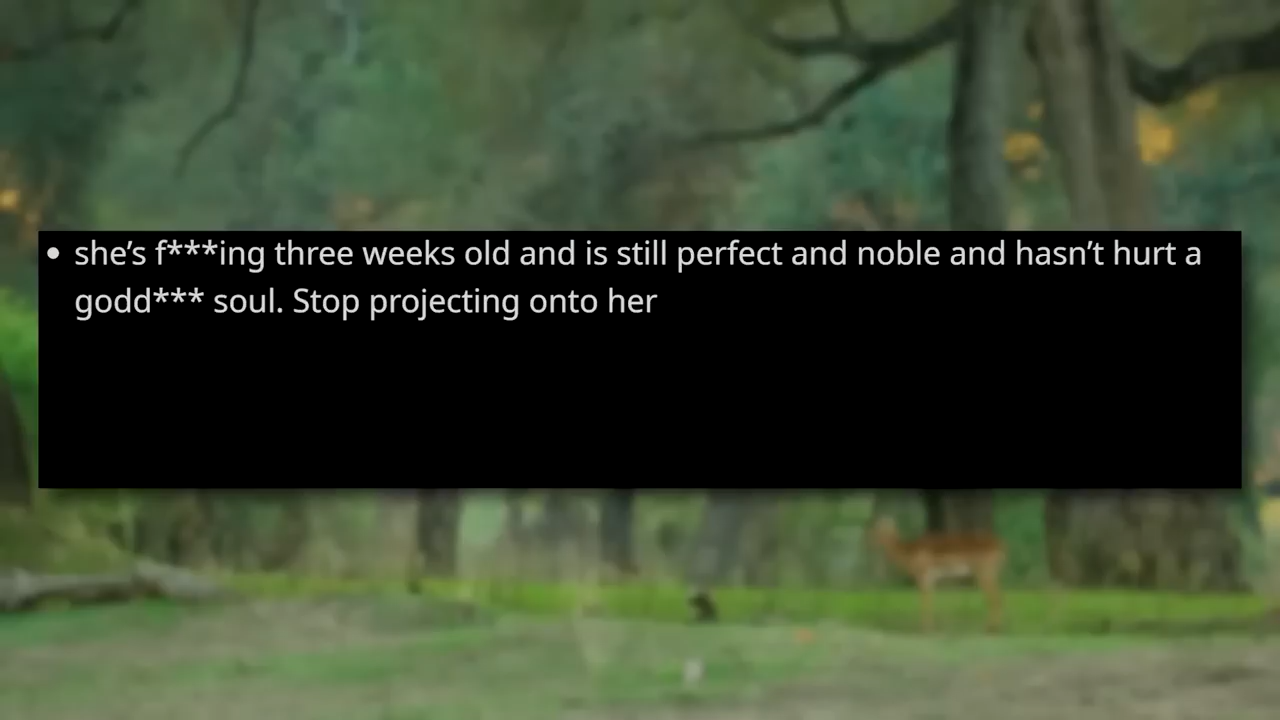 • she’s f***ing three weeks old and is still perfect and noble and hasn’t hurt a
godd*** soul. Stop projecting onto her